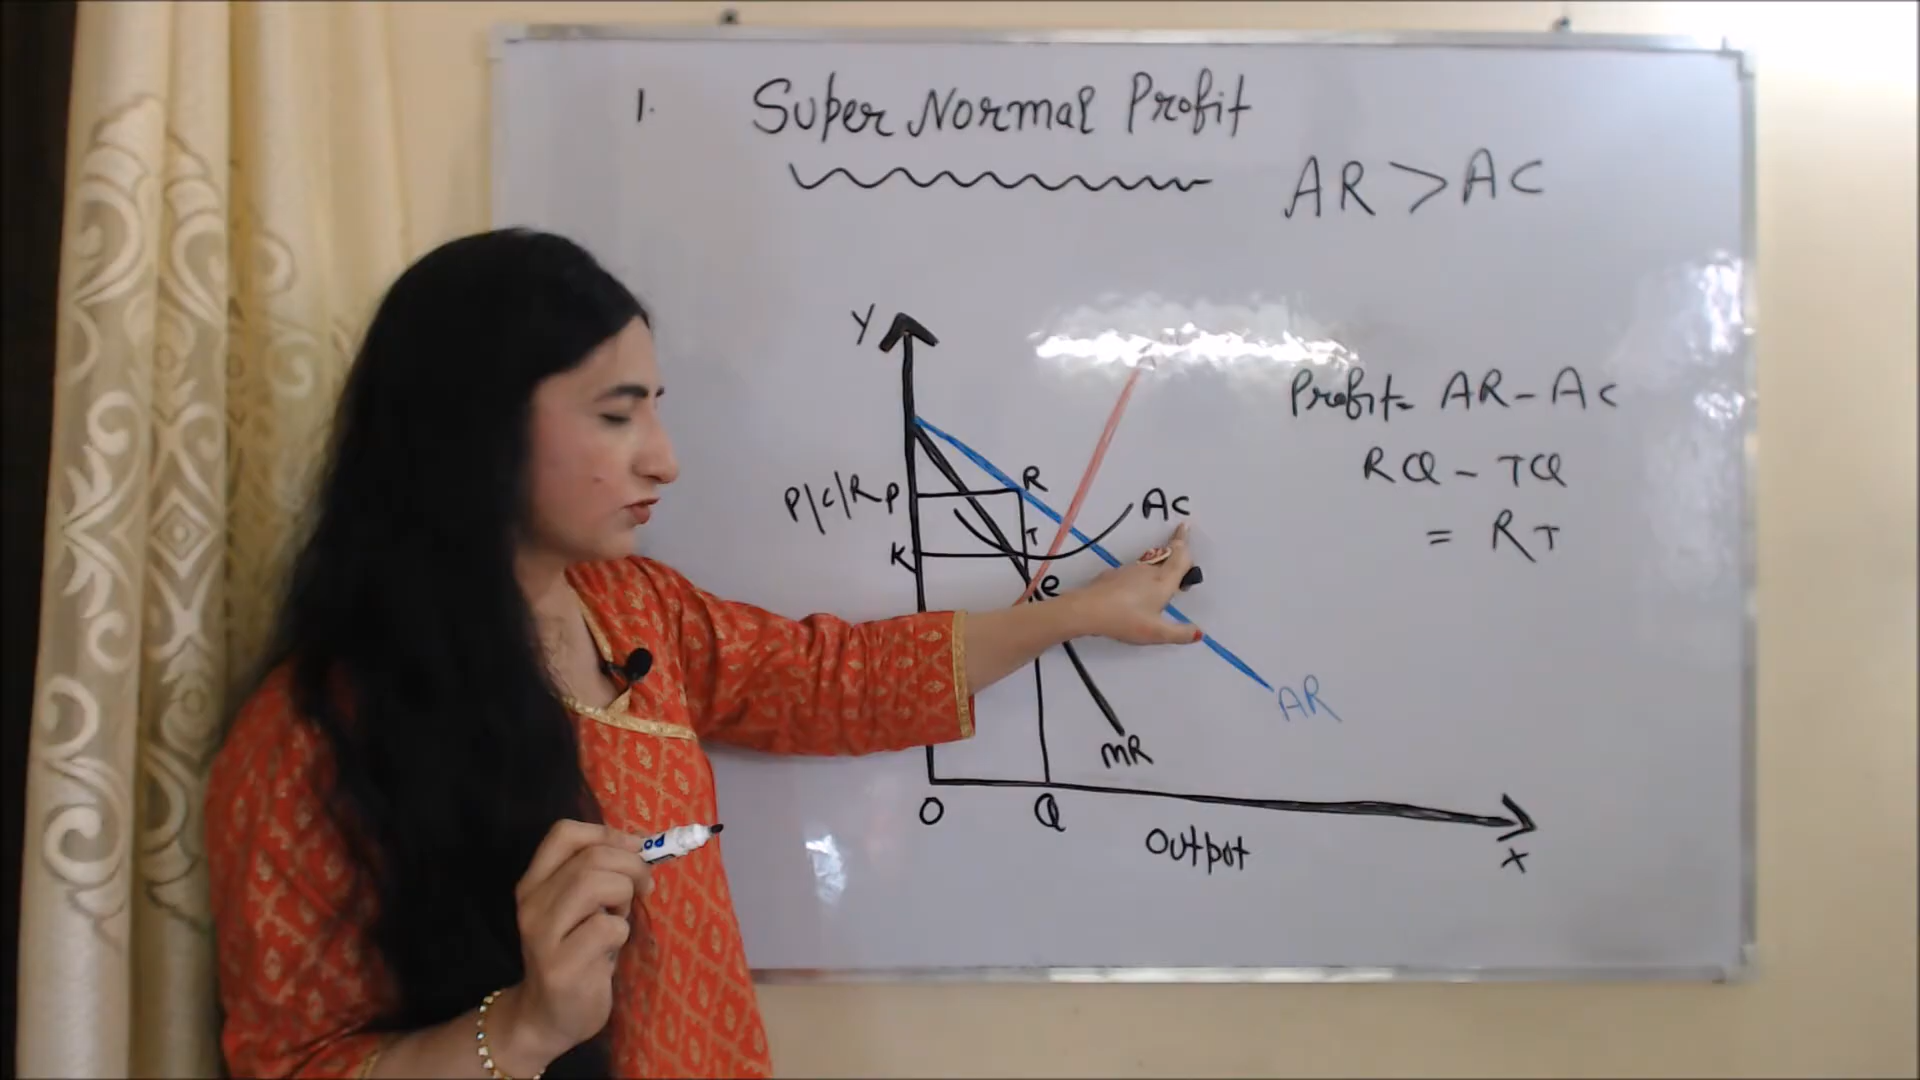 1. Super Normal Profit
AR > AC
Y
Profit = AR - AC
P/C/R P R
AC
RQ - TQ
K T
= RT
e
AR
MR
O Q
Output
X